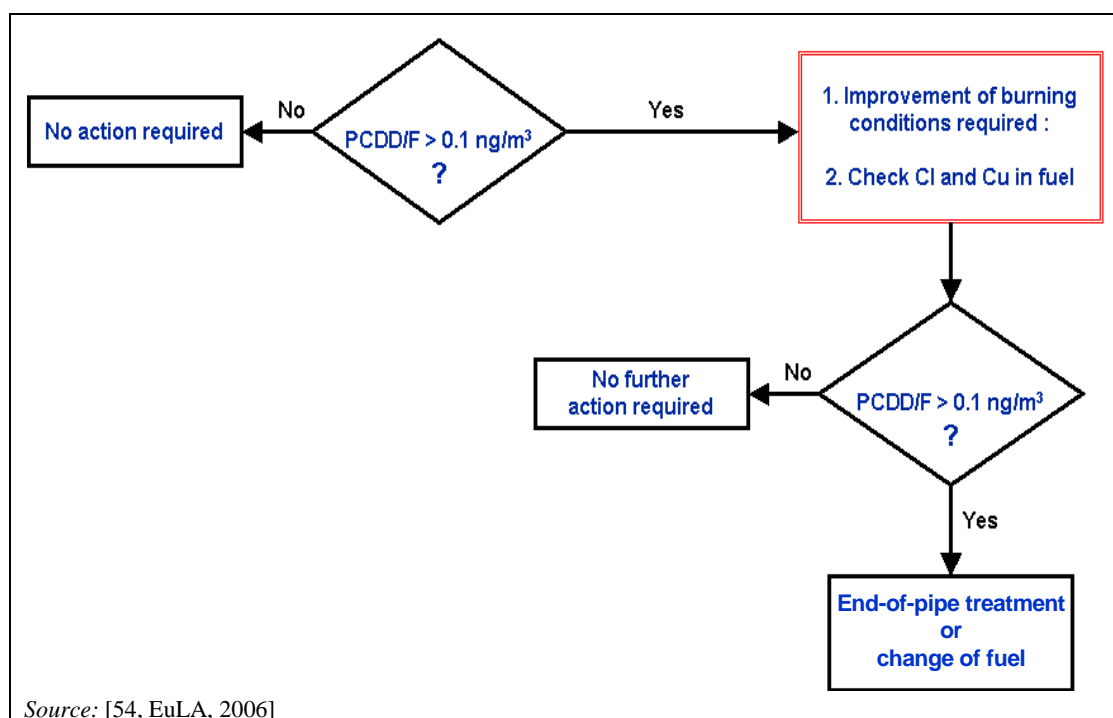 No action required
No
PCDD/F > 0.1 ng/m³
?
Yes
1. Improvement of burning
conditions required :
2. Check Cl and Cu in fuel
No further
action required
No
PCDD/F > 0.1 ng/m³
?
Yes
End-of-pipe treatment
or
change of fuel
Source: [54, EuLA, 2006]